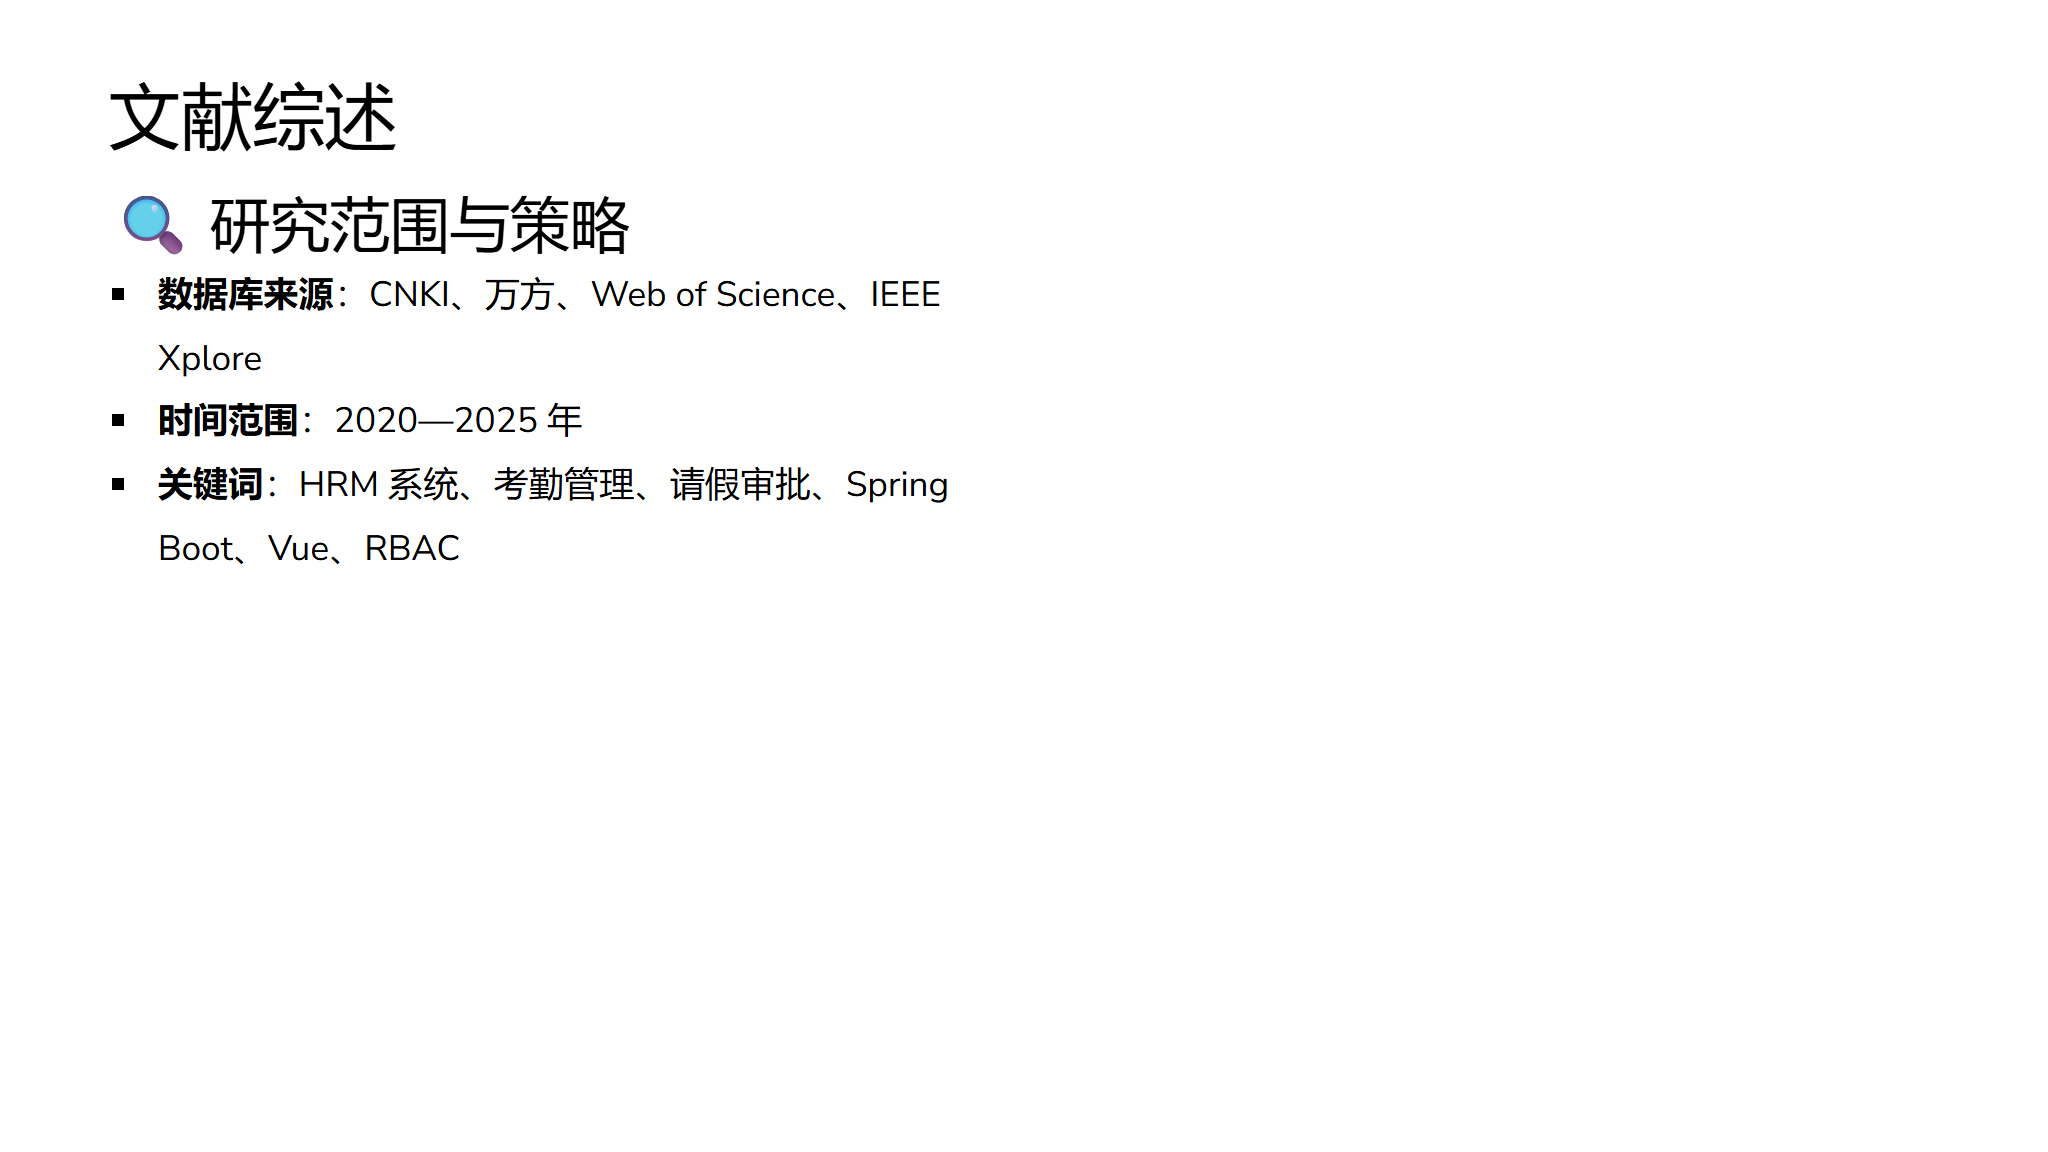 文献综述
🔍 研究范围与策略
▪ 数据库来源：CNKI、万方、Web of Science、IEEE
Xplore
▪ 时间范围：2020—2025 年
▪ 关键词：HRM 系统、考勤管理、请假审批、Spring
Boot、Vue、RBAC